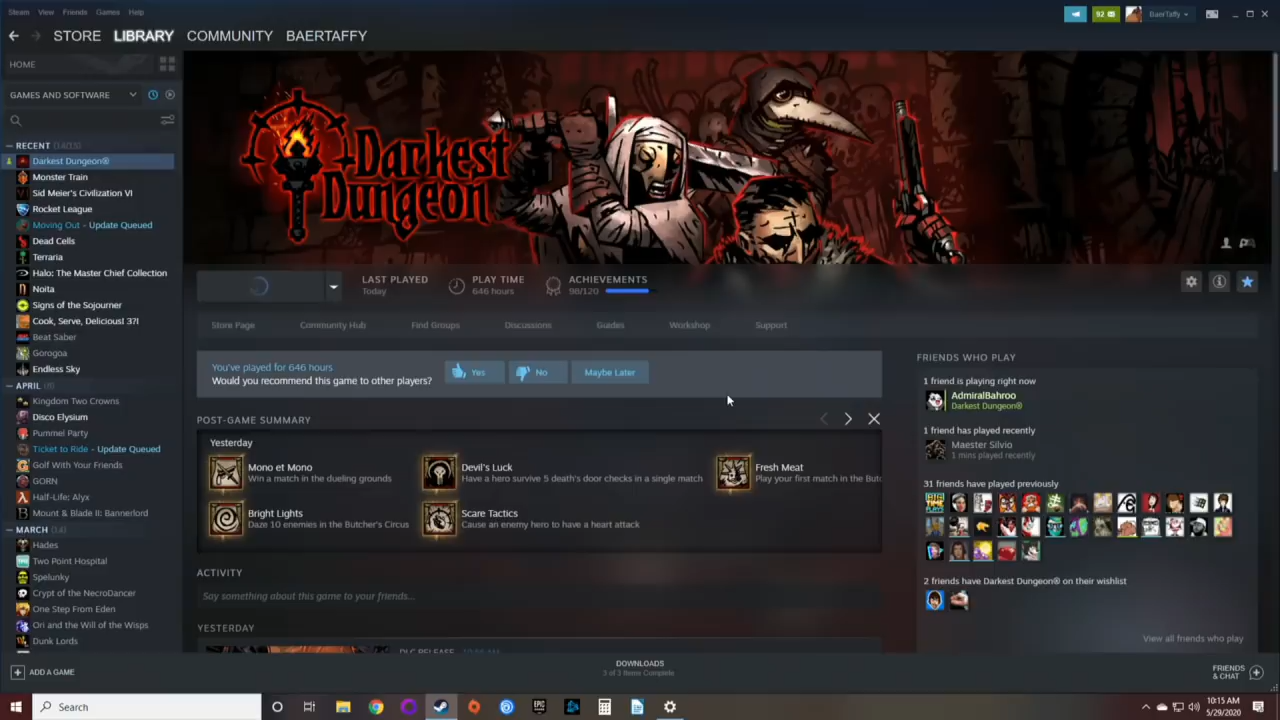 Steam View Friends Games Help
92 BaerTaffy
STORE LIBRARY COMMUNITY BAERTAFFY
HOME
GAMES AND SOFTWARE
RECENT
Darkest Dungeon®
Monster Train
Sid Meier's Civilization VI
Rocket League
Moving Out - Update Queued
Dead Cells
Terraria
Halo: The Master Chief Collection
Noita
Signs of the Sojourner
Cook, Serve, Delicious! 3?!
Beat Saber
Gorogoa
Endless Sky
APRIL
Kingdom Two Crowns
Disco Elysium
Pummel Party
Ticket to Ride - Update Queued
Golf With Your Friends
GORN
Half-Life: Alyx
Mount & Blade II: Bannerlord
MARCH (14)
Hades
Two Point Hospital
Spelunky
Crypt of the NecroDancer
One Step From Eden
Ori and the Will of the Wisps
Dunk Lords
ADD A GAME
Darkest
Dungeon
LAST PLAYED
Today
PLAY TIME
646 hours
ACHIEVEMENTS
98/120
Store Page Community Hub Find Groups Discussions Guides Workshop Support
You've played for 646 hours
Would you recommend this game to other players?
Yes No Maybe Later
POST-GAME SUMMARY
Yesterday
Mono et Mono
Win a match in the dueling grounds
Devil's Luck
Have a hero survive 5 death's door checks in a single match
Fresh Meat
Play your first match in the Butc
Bright Lights
Daze 10 enemies in the Butcher's Circus
Scare Tactics
Cause an enemy hero to have a heart attack
ACTIVITY
Say something about this game to your friends...
YESTERDAY
DLC RELEASE
FRIENDS WHO PLAY
1 friend is playing right now
AdmiralBahroo
Darkest Dungeon®
1 friend has played recently
Maester Silvio
1 mins played recently
31 friends have played previously
2 friends have Darkest Dungeon® on their wishlist
View all friends who play
DOWNLOADS
3 of 3 Items Complete
FRIENDS
& CHAT
Search
EPIC
10:15 AM
5/29/2020